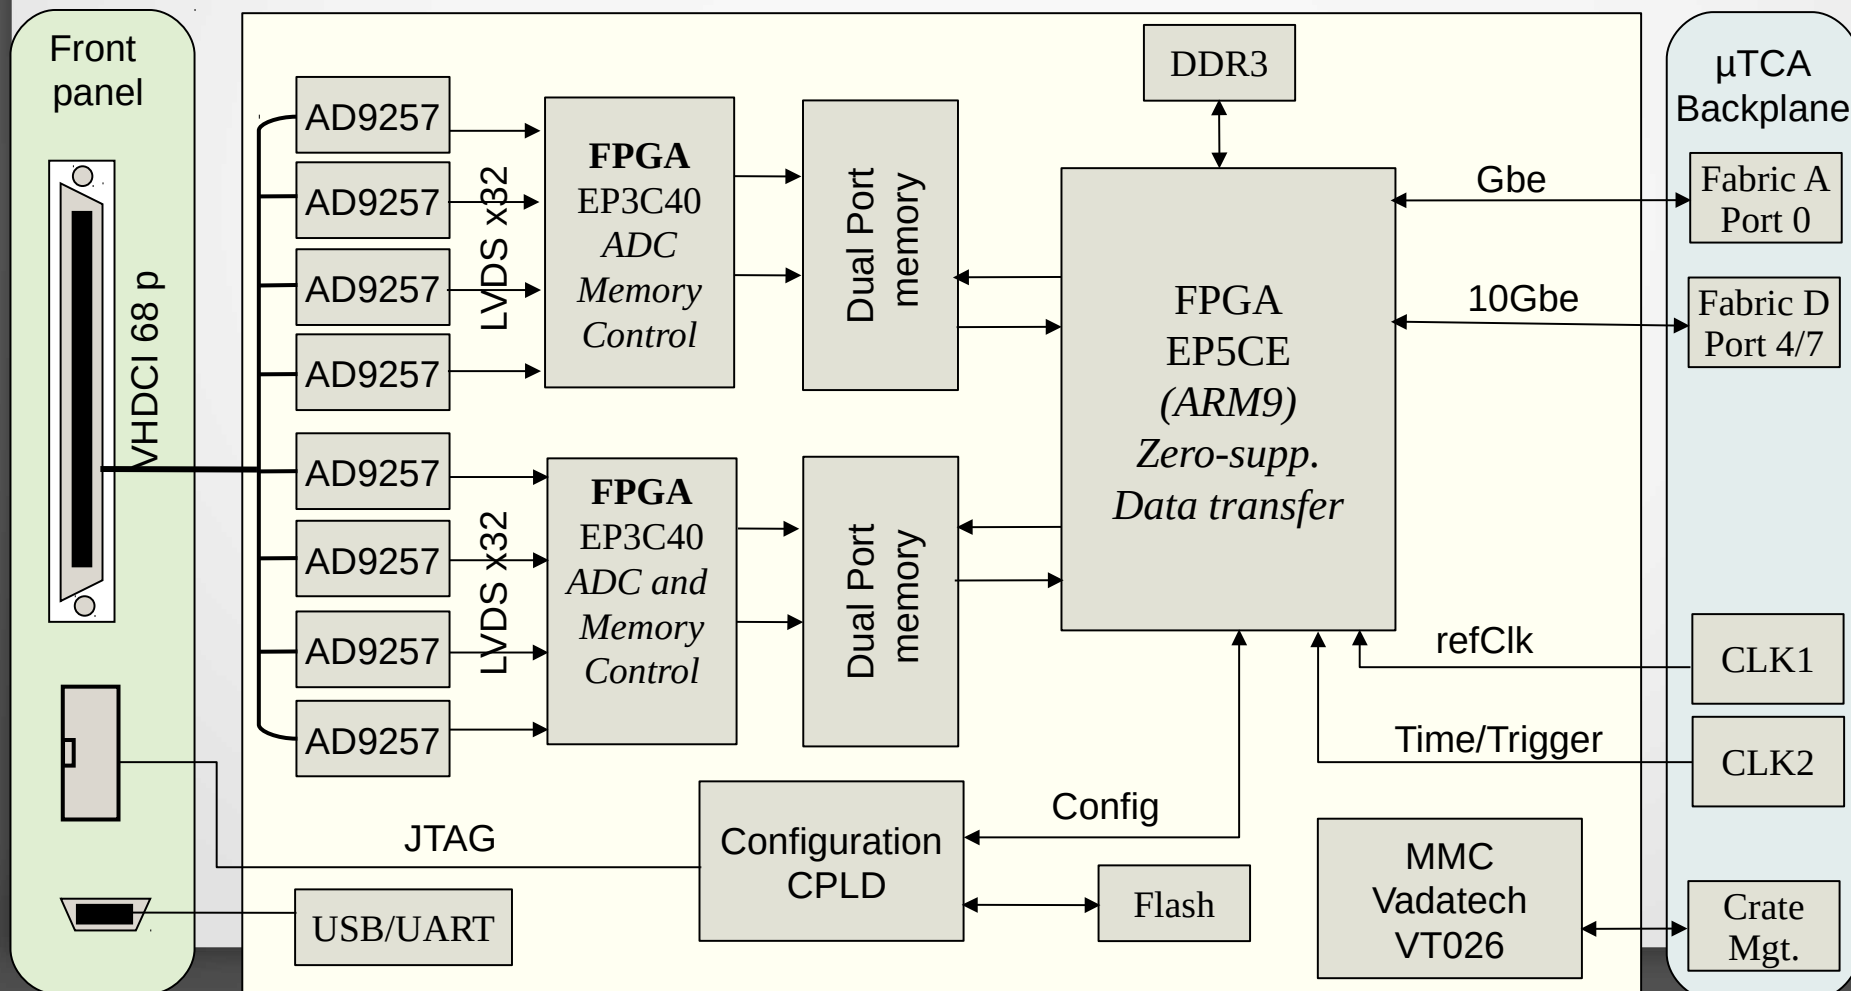 Front
panel
VHDCI 68 p
AD9257
AD9257
AD9257
AD9257
AD9257
AD9257
AD9257
AD9257
LVDS x32
LVDS x32
FPGA
EP3C40
ADC
Memory
Control
FPGA
EP3C40
ADC and
Memory
Control
Dual Port
memory
Dual Port
memory
DDR3
FPGA
EP5CE
(ARM9)
Zero-supp.
Data transfer
Gbe
10Gbe
refClk
Time/Trigger
Config
JTAG
Configuration
CPLD
Flash
USB/UART
MMC
Vadatech
VT026
µTCA
Backplane
Fabric A
Port 0
Fabric D
Port 4/7
CLK1
CLK2
Crate
Mgt.